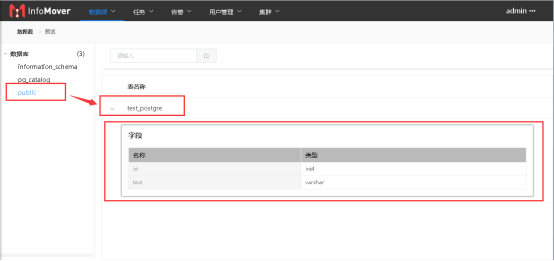 InfoMover 数据源 任务 告警 用户管理 集群 admin
数据源 预览
数据库 (3)
请输入
information_schema
pg_catalog
public
表名称
test_postgre
字段
名称 类型
id int4
text varchar